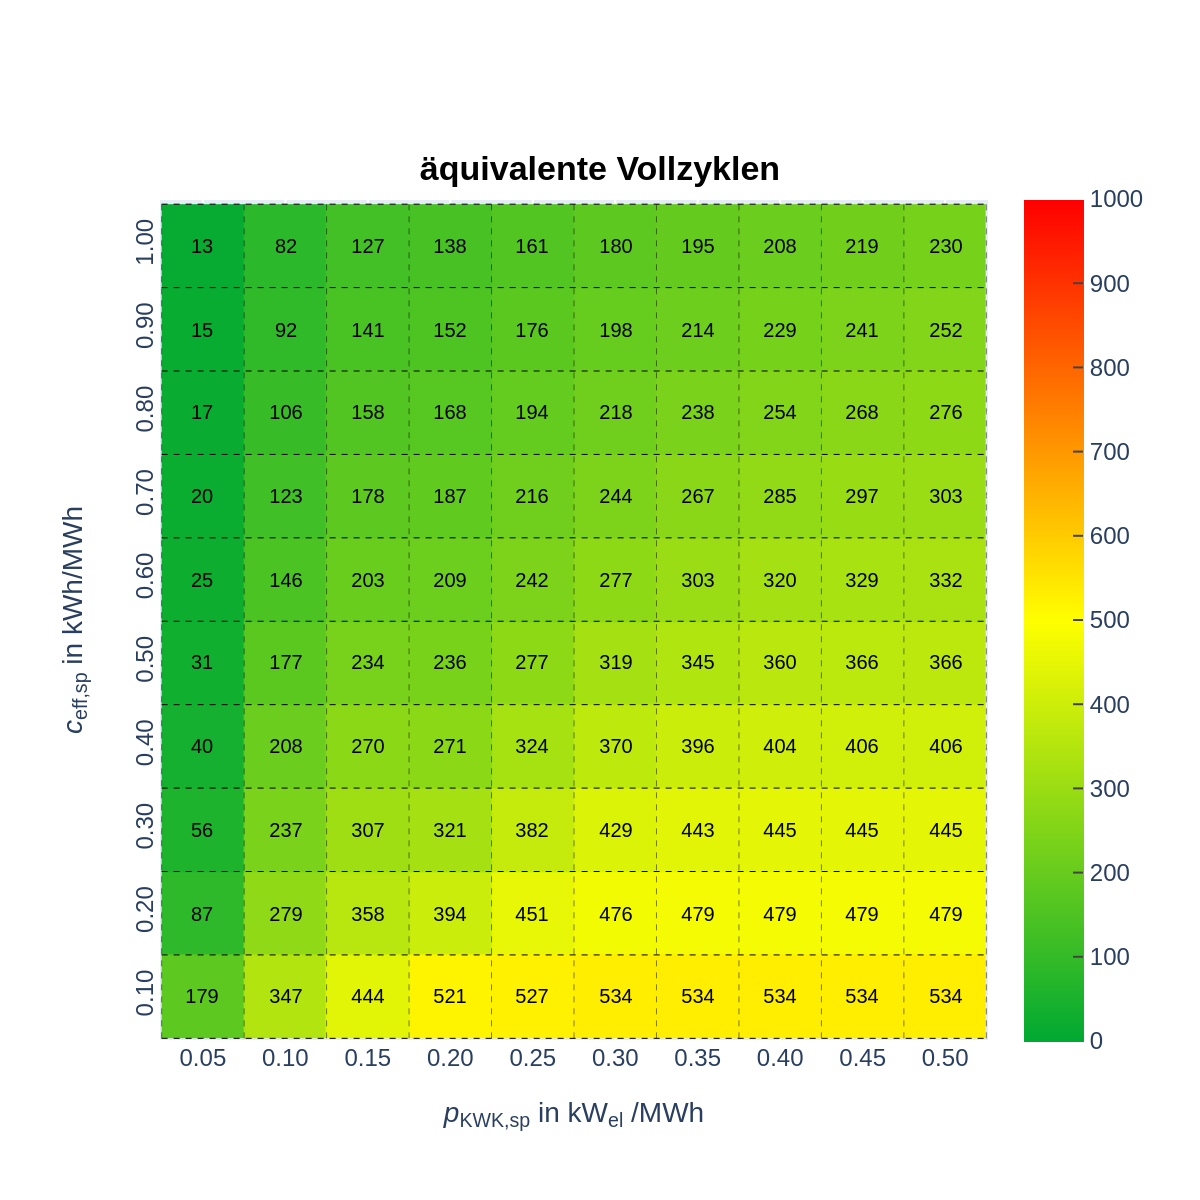 äquivalente Vollzyklen
1.00 13 82 127 138 161 180 195 208 219 230
0.90 15 92 141 152 176 198 214 229 241 252
0.80 17 106 158 168 194 218 238 254 268 276
0.70 20 123 178 187 216 244 267 285 297 303
0.60 25 146 203 209 242 277 303 320 329 332
0.50 31 177 234 236 277 319 345 360 366 366
0.40 40 208 270 271 324 370 396 404 406 406
0.30 56 237 307 321 382 429 443 445 445 445
0.20 87 279 358 394 451 476 479 479 479 479
0.10 179 347 444 521 527 534 534 534 534 534
0.05 0.10 0.15 0.20 0.25 0.30 0.35 0.40 0.45 0.50
pKWK,sp in kWel /MWh
ceff,sp in kWh/MWh
1000
900
800
700
600
500
400
300
200
100
0